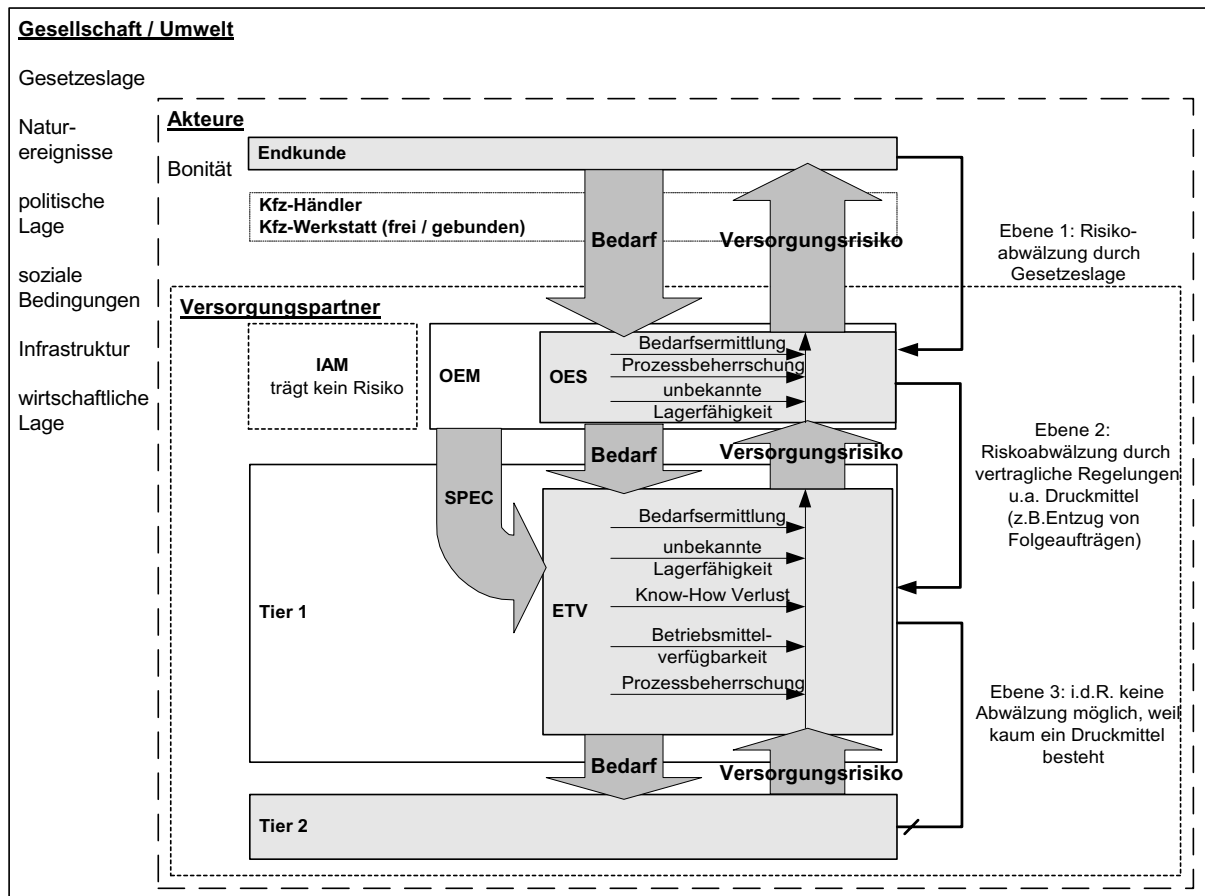 Gesellschaft / Umwelt
Gesetzeslage
Natur-
ereignisse
politische
Lage
soziale
Bedingungen
Infrastruktur
wirtschaftliche
Lage
Akteure
Bonität
Endkunde
Kfz-Händler
Kfz-Werkstatt (frei / gebunden)
Bedarf
Versorgungsrisiko
Ebene 1: Risiko-
abwälzung durch
Gesetzeslage
Versorgungspartner
IAM
trägt kein Risiko
OEM
OES
Bedarfsermittlung
Prozessbeherrschung
unbekannte
Lagerfähigkeit
Bedarf
Versorgungsrisiko
Ebene 2:
Riskoabwälzung durch
vertragliche Regelungen
u.a. Druckmittel
(z.B.Entzug von
Folgeaufträgen)
SPEC
Tier 1
ETV
Bedarfsermittlung
unbekannte
Lagerfähigkeit
Know-How Verlust
Betriebsmittel-
verfügbarkeit
Prozessbeherrschung
Ebene 3: i.d.R. keine
Abwälzung möglich, weil
kaum ein Druckmittel
besteht
Bedarf
Versorgungsrisiko
Tier 2